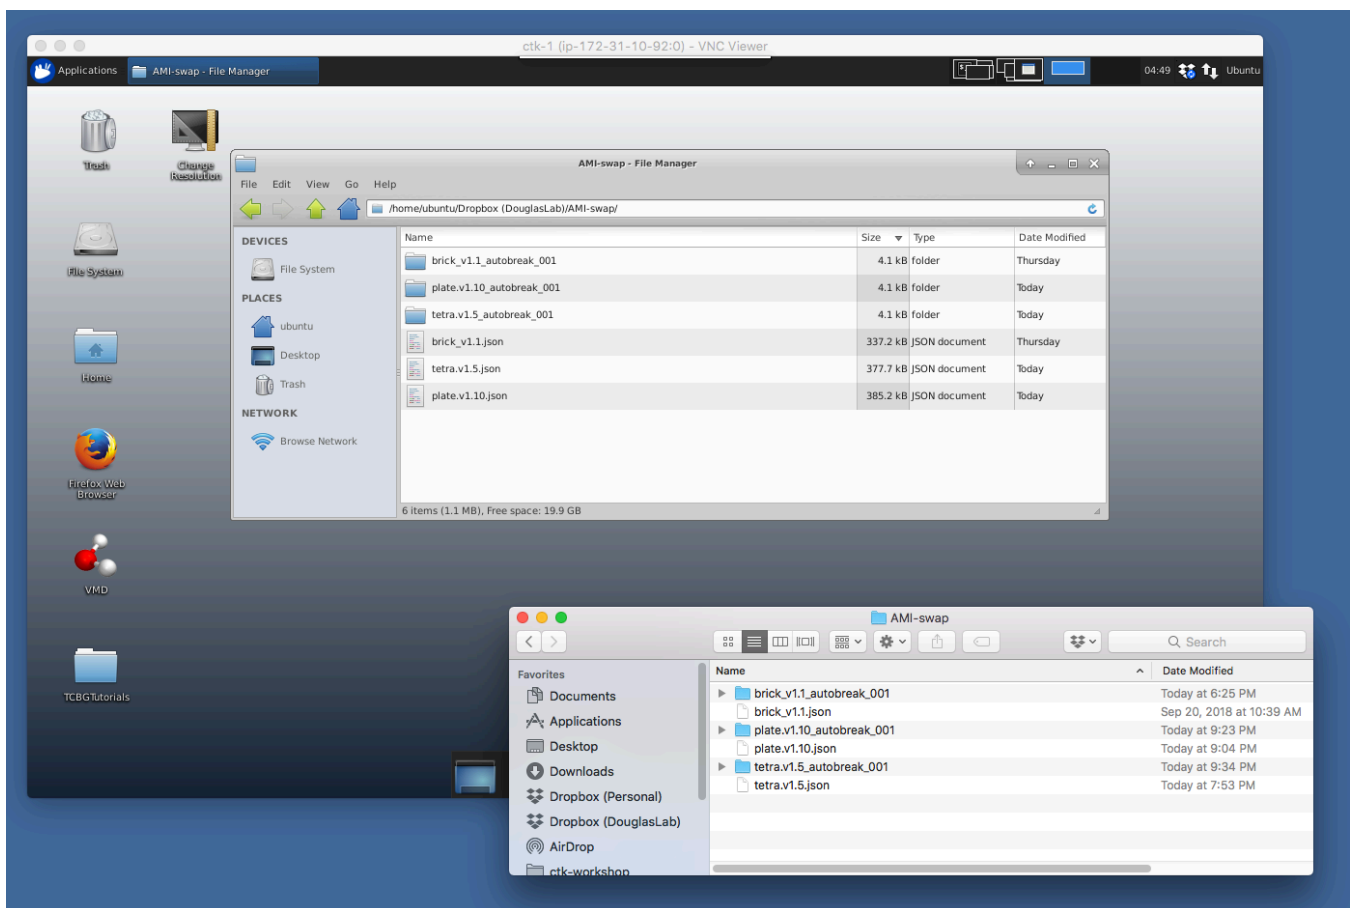 ctk-1 (ip-172-31-10-92:0) - VNC Viewer
Applications AMI-swap - File Manager 04:49 Ubuntu
Trash
Change Resolution
File System
Home
Firefox Web Browser
VMD
TCBGTutorials
AMI-swap - File Manager
File Edit View Go Help
/home/ubuntu/Dropbox (DouglasLab)/AMI-swap/
DEVICES
File System
PLACES
ubuntu
Desktop
Trash
NETWORK
Browse Network
Name Size Type Date Modified
brick_v1.1_autobreak_001 4.1 kB folder Thursday
plate.v1.10_autobreak_001 4.1 kB folder Today
tetra.v1.5_autobreak_001 4.1 kB folder Today
brick_v1.1.json 337.2 kB JSON document Thursday
tetra.v1.5.json 377.7 kB JSON document Today
plate.v1.10.json 385.2 kB JSON document Today
6 items (1.1 MB), Free space: 19.9 GB
AMI-swap
Search
Favorites
Documents
Applications
Desktop
Downloads
Dropbox (Personal)
Dropbox (DouglasLab)
AirDrop
ctk-workshop
Name Date Modified
brick_v1.1_autobreak_001 Today at 6:25 PM
brick_v1.1.json Sep 20, 2018 at 10:39 AM
plate.v1.10_autobreak_001 Today at 9:23 PM
plate.v1.10.json Today at 9:04 PM
tetra.v1.5_autobreak_001 Today at 9:34 PM
tetra.v1.5.json Today at 7:53 PM